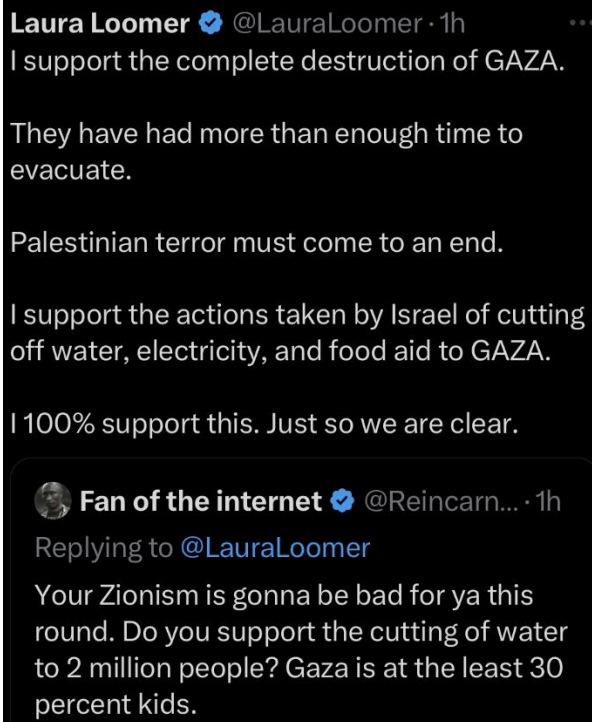 Laura Loomer @LauraLoomer · 1h
I support the complete destruction of GAZA.
They have had more than enough time to
evacuate.
Palestinian terror must come to an end.
I support the actions taken by Israel of cutting
off water, electricity, and food aid to GAZA.
I 100% support this. Just so we are clear.
Fan of the internet @Reincarn... · 1h
Replying to @LauraLoomer
Your Zionism is gonna be bad for ya this
round. Do you support the cutting of water
to 2 million people? Gaza is at the least 30
percent kids.